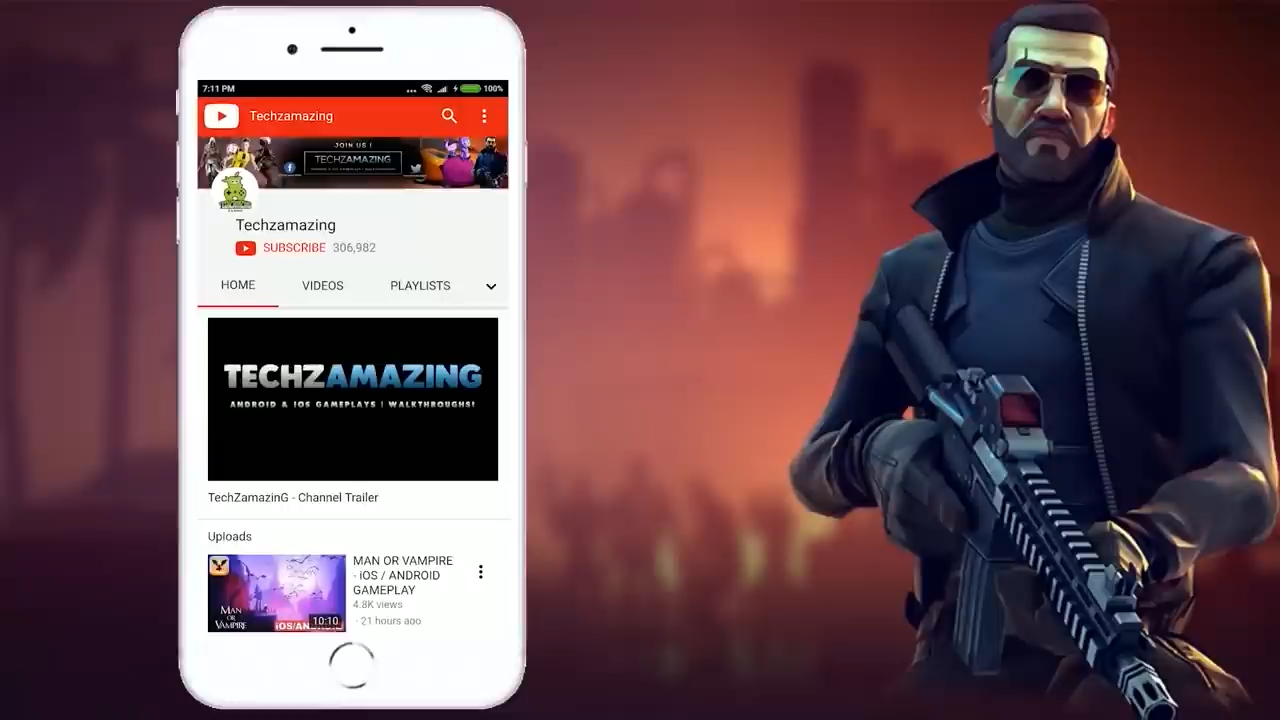 7:11 PM
100%
Techzamazing
JOIN US !
TECHZAMAZING
Techzamazing
SUBSCRIBE 306,982
HOME VIDEOS PLAYLISTS
TECHZAMAZING
ANDROID & IOS GAMEPLAYS | WALKTHROUGHS!
TechZamazinG - Channel Trailer
Uploads
MAN OR VAMPIRE
- iOS / ANDROID
GAMEPLAY
4.8K views
· 21 hours ago
MAN
OR
VAMPIRE
10:10